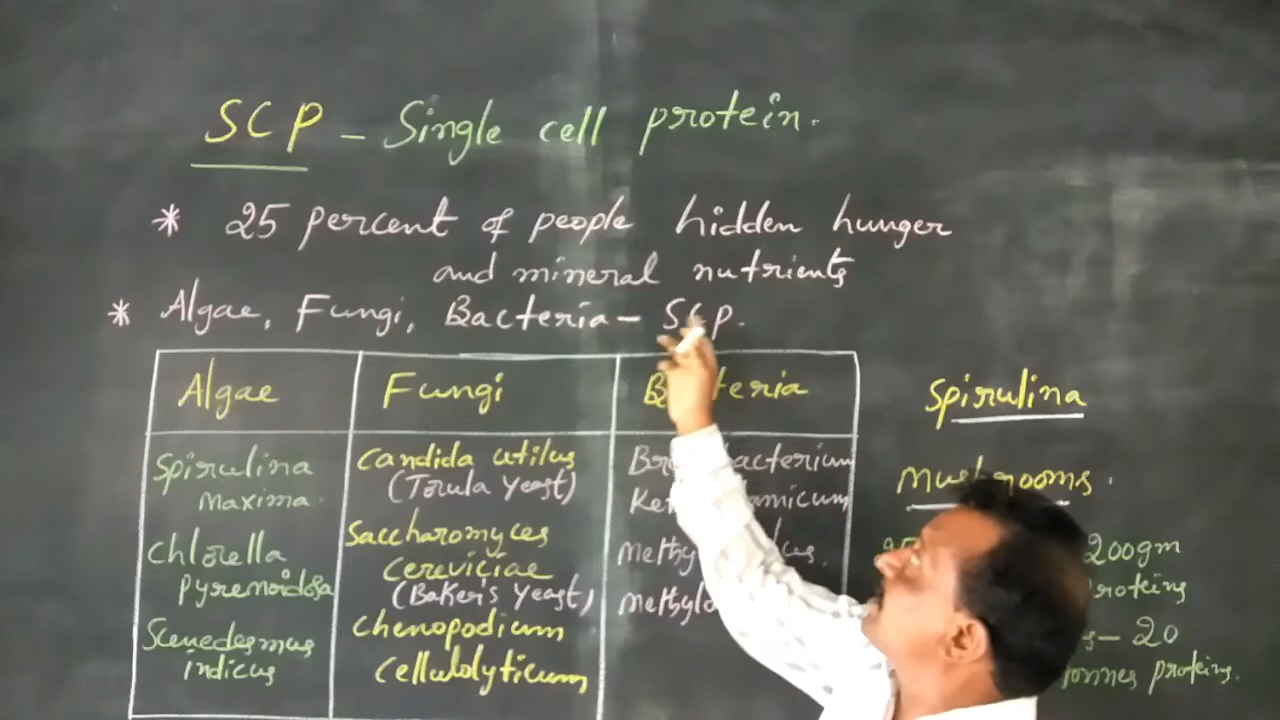 SCP - Single cell protein.
* 25 percent of people hidden hunger
and mineral nutrients
* Algae, Fungi, Bacteria - SCP.
Algae Fungi
Spirulina
Maxima.
Chlorella
Pyrenoidosa
Scenedesmus
indicus
Candida utilus
(Torula Yeast)
Saccharomyces
Cereviciae
(Baker's Yeast)
Chenopodium
Cellulolyticum
Spirulina
200gm
20
tonnes proteins.